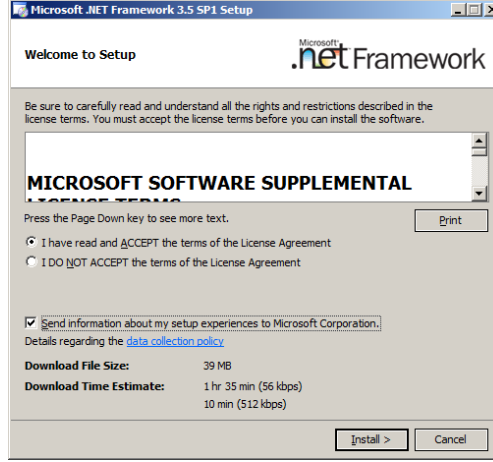 Microsoft .NET Framework 3.5 SP1 Setup
Welcome to Setup
Microsoft
.net Framework
Be sure to carefully read and understand all the rights and restrictions described in the
license terms. You must accept the license terms before you can install the software.
MICROSOFT SOFTWARE SUPPLEMENTAL
LICENSE TERMS
Press the Page Down key to see more text.
Print
I have read and ACCEPT the terms of the License Agreement
I DO NOT ACCEPT the terms of the License Agreement
Send information about my setup experiences to Microsoft Corporation.
Details regarding the data collection policy
Download File Size: 39 MB
Download Time Estimate: 1 hr 35 min (56 kbps)
10 min (512 kbps)
Install >
Cancel